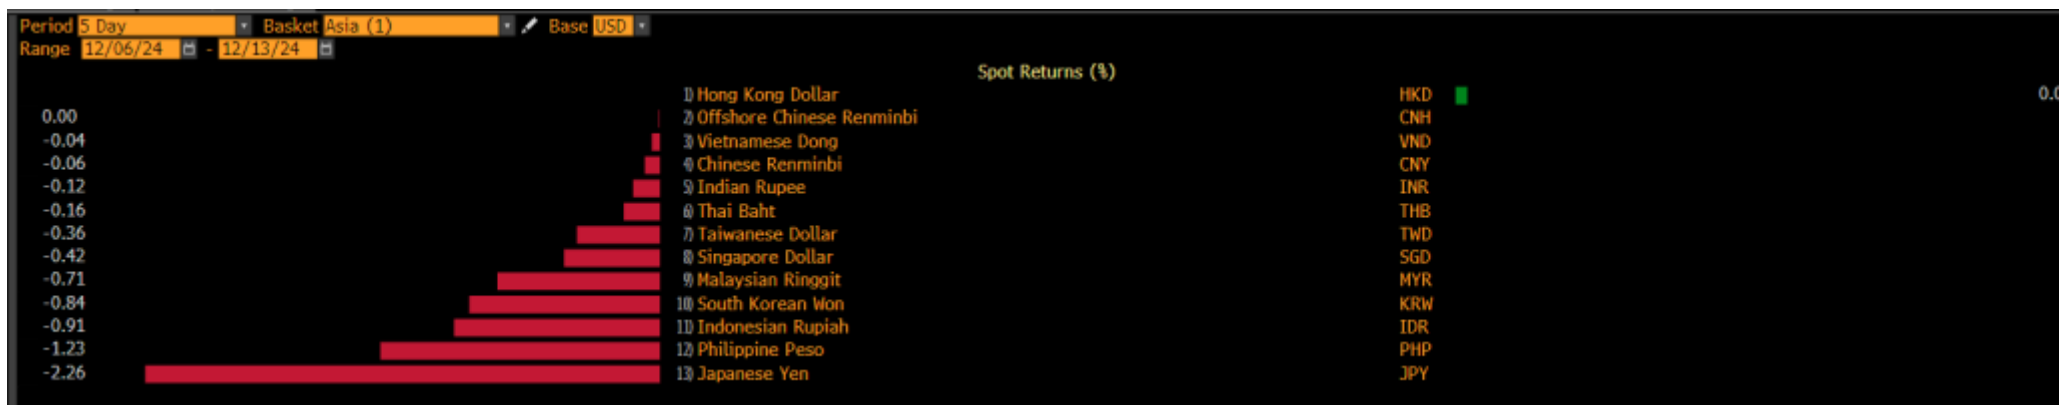 Period 5 Day Basket Asia (1) Base USD
Range 12/06/24 - 12/13/24
Spot Returns (%)
1) Hong Kong Dollar HKD
0.00 2) Offshore Chinese Renminbi CNH
-0.04 3) Vietnamese Dong VND
-0.06 4) Chinese Renminbi CNY
-0.12 5) Indian Rupee INR
-0.16 6) Thai Baht THB
-0.36 7) Taiwanese Dollar TWD
-0.42 8) Singapore Dollar SGD
-0.71 9) Malaysian Ringgit MYR
-0.84 10) South Korean Won KRW
-0.91 11) Indonesian Rupiah IDR
-1.23 12) Philippine Peso PHP
-2.26 13) Japanese Yen JPY